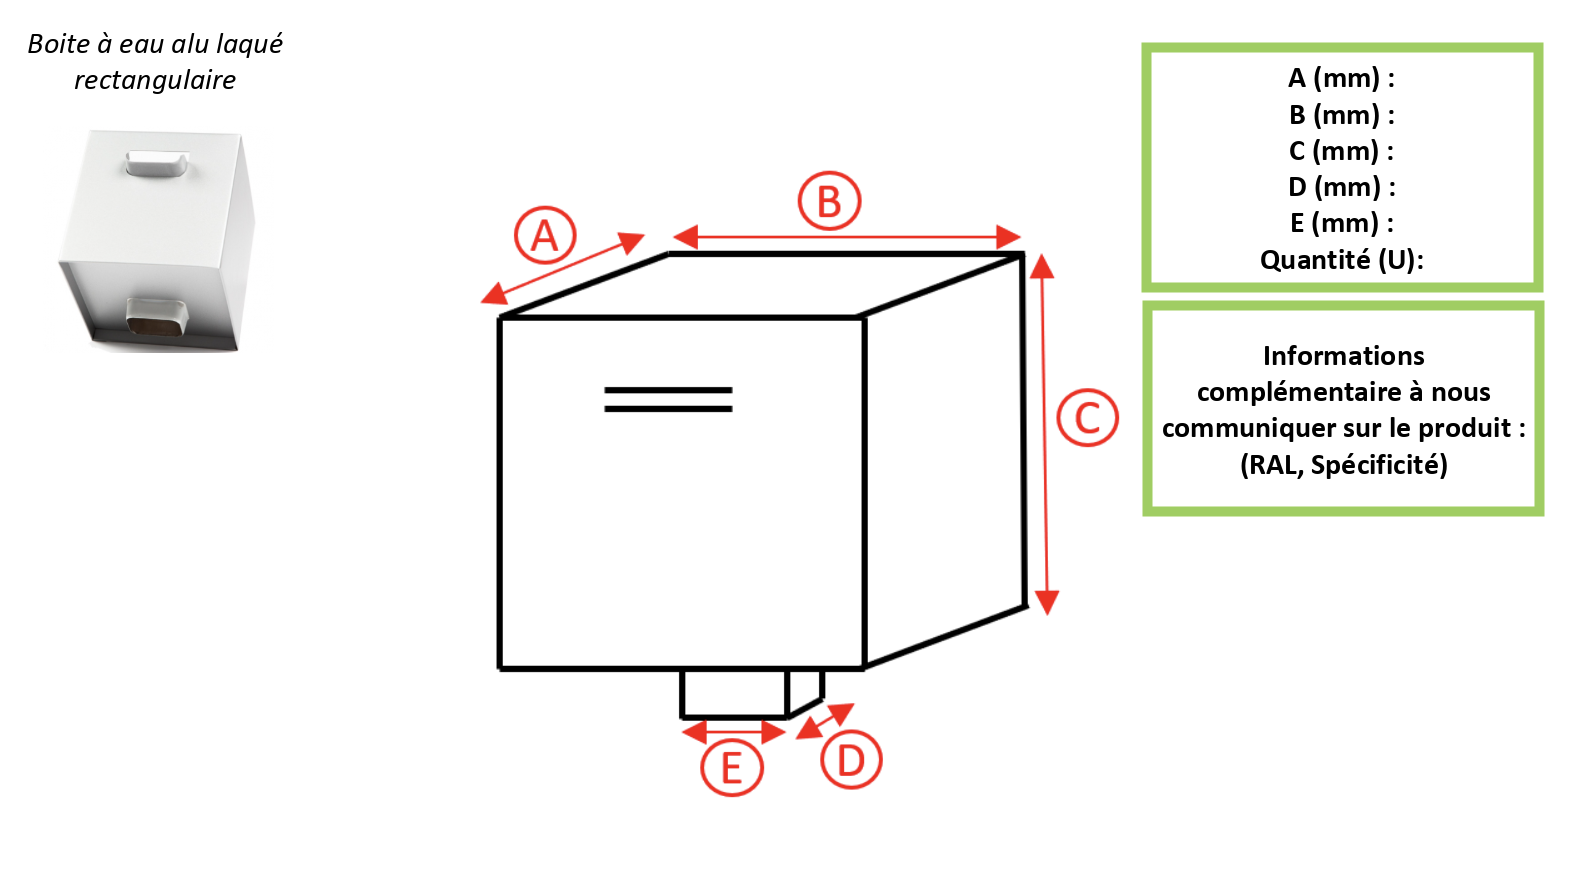 Boite à eau alu laqué
rectangulaire
A (mm) :
B (mm) :
C (mm) :
D (mm) :
E (mm) :
Quantité (U):
Informations
complémentaire à nous
communiquer sur le produit :
(RAL, Spécificité)
A
B
C
E
D